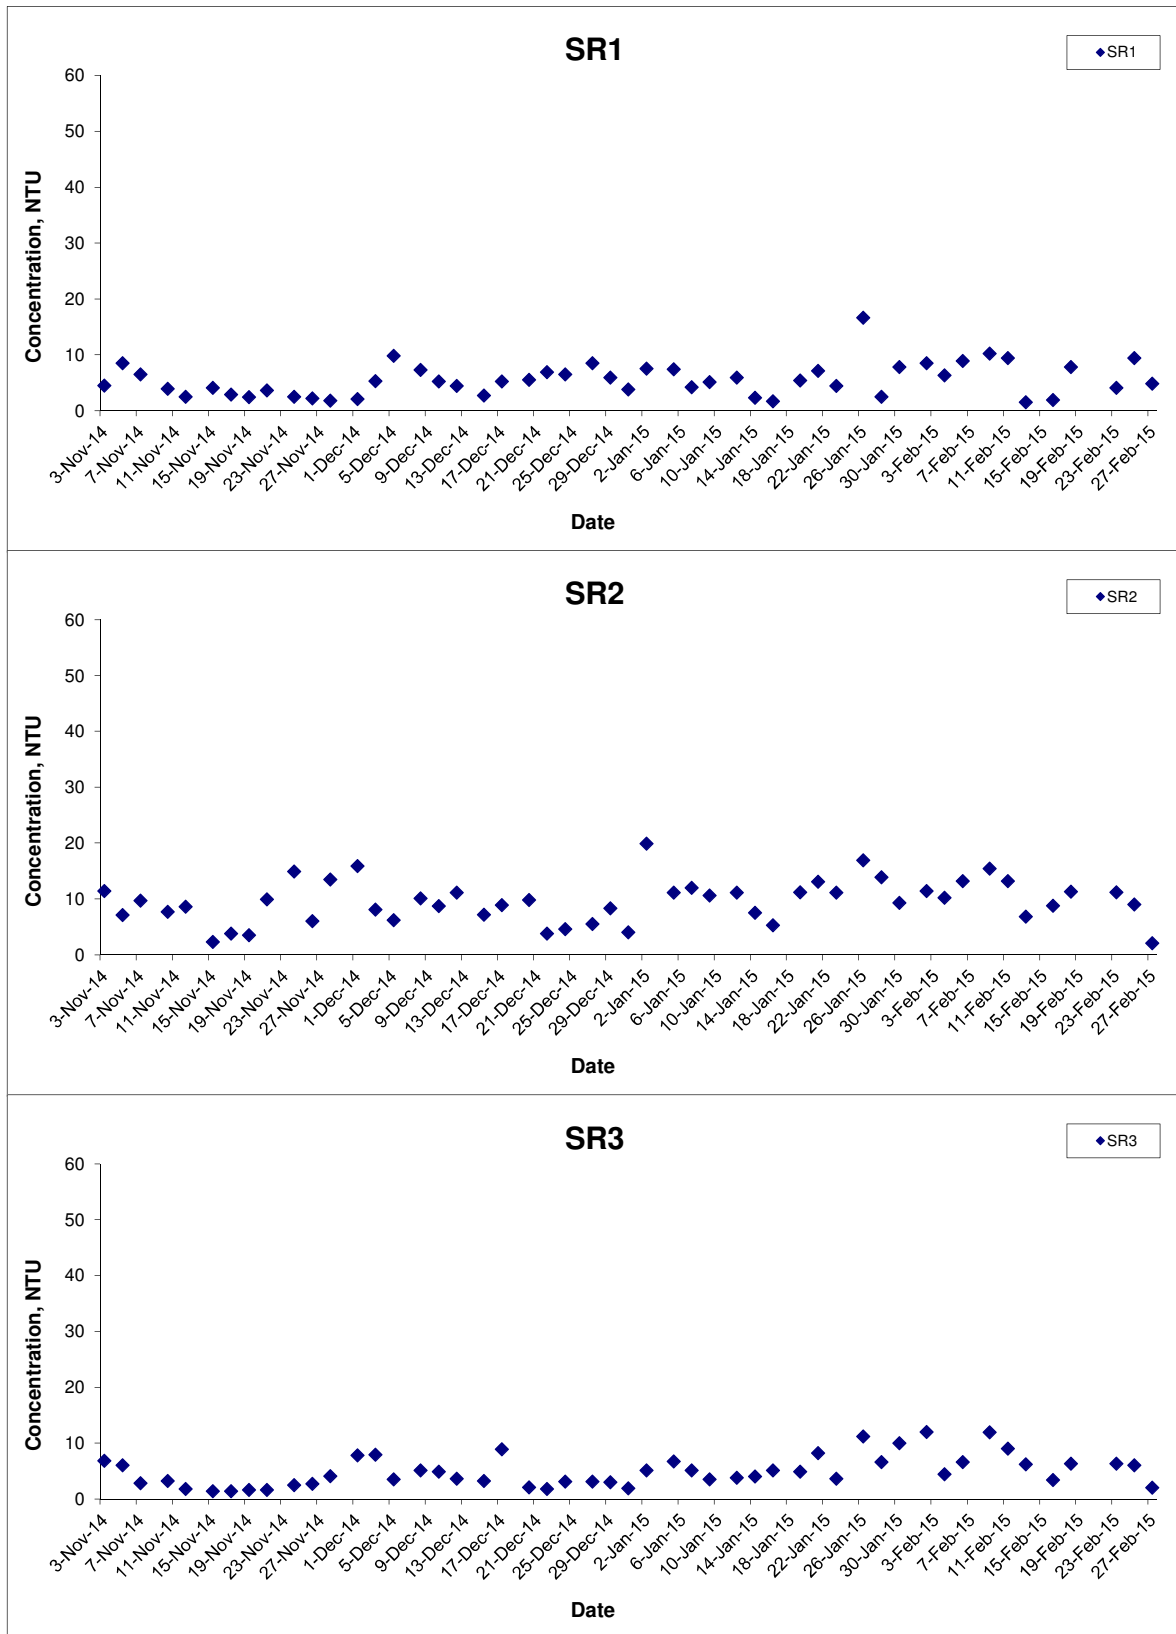 SR1
SR1
60
50
40
30
20
10
0
Concentration, NTU
3-Nov-14
7-Nov-14
11-Nov-14
15-Nov-14
19-Nov-14
23-Nov-14
27-Nov-14
1-Dec-14
5-Dec-14
9-Dec-14
13-Dec-14
17-Dec-14
21-Dec-14
25-Dec-14
29-Dec-14
2-Jan-15
6-Jan-15
10-Jan-15
14-Jan-15
18-Jan-15
22-Jan-15
26-Jan-15
30-Jan-15
3-Feb-15
7-Feb-15
11-Feb-15
15-Feb-15
19-Feb-15
23-Feb-15
27-Feb-15
Date
SR2
SR2
60
50
40
30
20
10
0
Concentration, NTU
3-Nov-14
7-Nov-14
11-Nov-14
15-Nov-14
19-Nov-14
23-Nov-14
27-Nov-14
1-Dec-14
5-Dec-14
9-Dec-14
13-Dec-14
17-Dec-14
21-Dec-14
25-Dec-14
29-Dec-14
2-Jan-15
6-Jan-15
10-Jan-15
14-Jan-15
18-Jan-15
22-Jan-15
26-Jan-15
30-Jan-15
3-Feb-15
7-Feb-15
11-Feb-15
15-Feb-15
19-Feb-15
23-Feb-15
27-Feb-15
Date
SR3
SR3
60
50
40
30
20
10
0
Concentration, NTU
3-Nov-14
7-Nov-14
11-Nov-14
15-Nov-14
19-Nov-14
23-Nov-14
27-Nov-14
1-Dec-14
5-Dec-14
9-Dec-14
13-Dec-14
17-Dec-14
21-Dec-14
25-Dec-14
29-Dec-14
2-Jan-15
6-Jan-15
10-Jan-15
14-Jan-15
18-Jan-15
22-Jan-15
26-Jan-15
30-Jan-15
3-Feb-15
7-Feb-15
11-Feb-15
15-Feb-15
19-Feb-15
23-Feb-15
27-Feb-15
Date